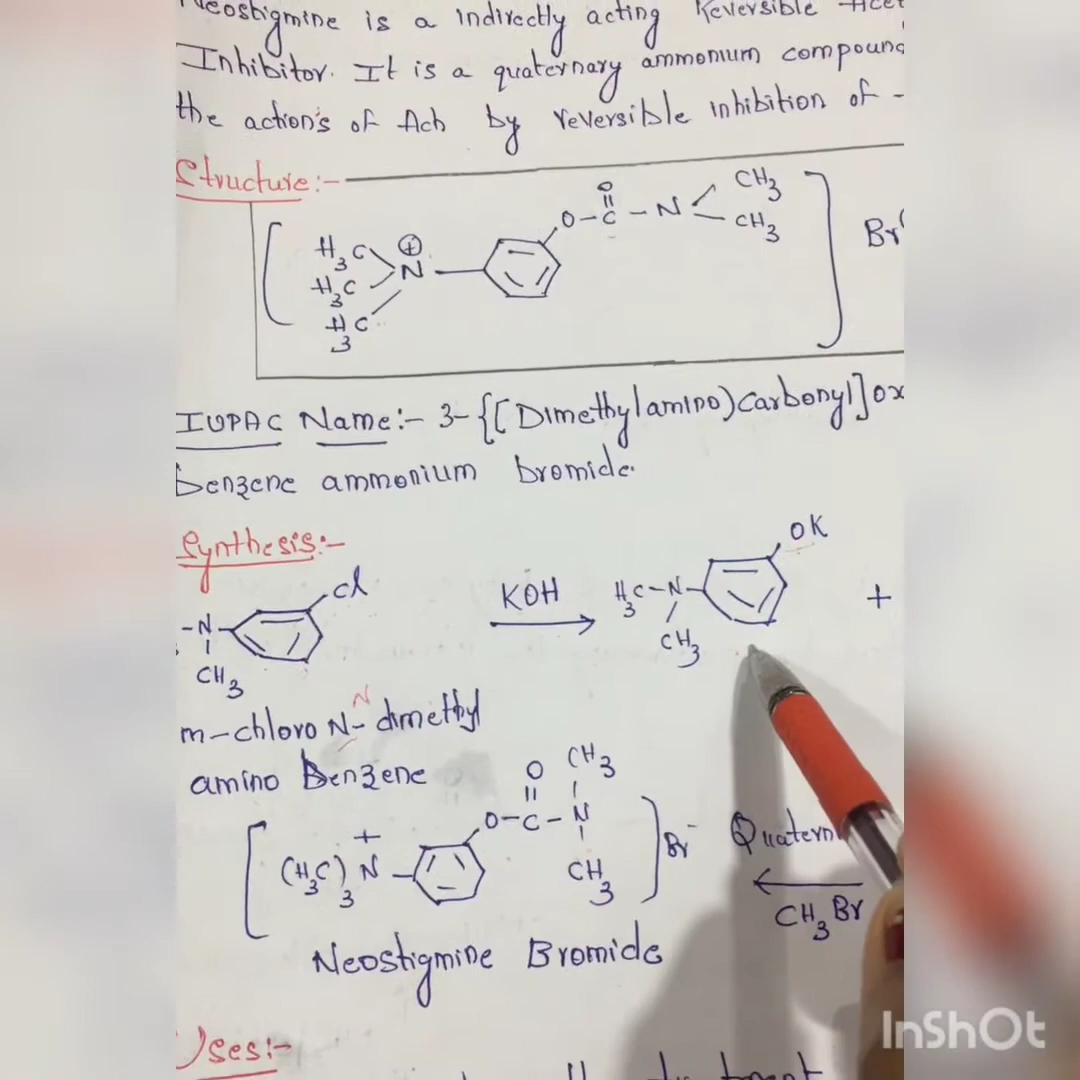 Neostigmine is a indirectly acting Reversible
Inhibitor. It is a quaternary ammonium compound
the action's of Ach by reversible inhibition of -
Structure:-
O CH3
O-C-N
CH3
H3C ⊕
H3C N
H3C
Br
IUPAC Name:- 3-{[Dimethylamino)carbonyl]ox
benzene ammonium bromide.
Synthesis:-
-N- Cl
CH3
KOH
H3C-N- OK
CH3
+
m-chloro N-N dimethyl
amino Benzene
[(H3C)3 N+ O-C-N ] Br-
O CH3
CH3
Quatern
CH3Br
Neostigmine Bromide
Uses:-
InShOt